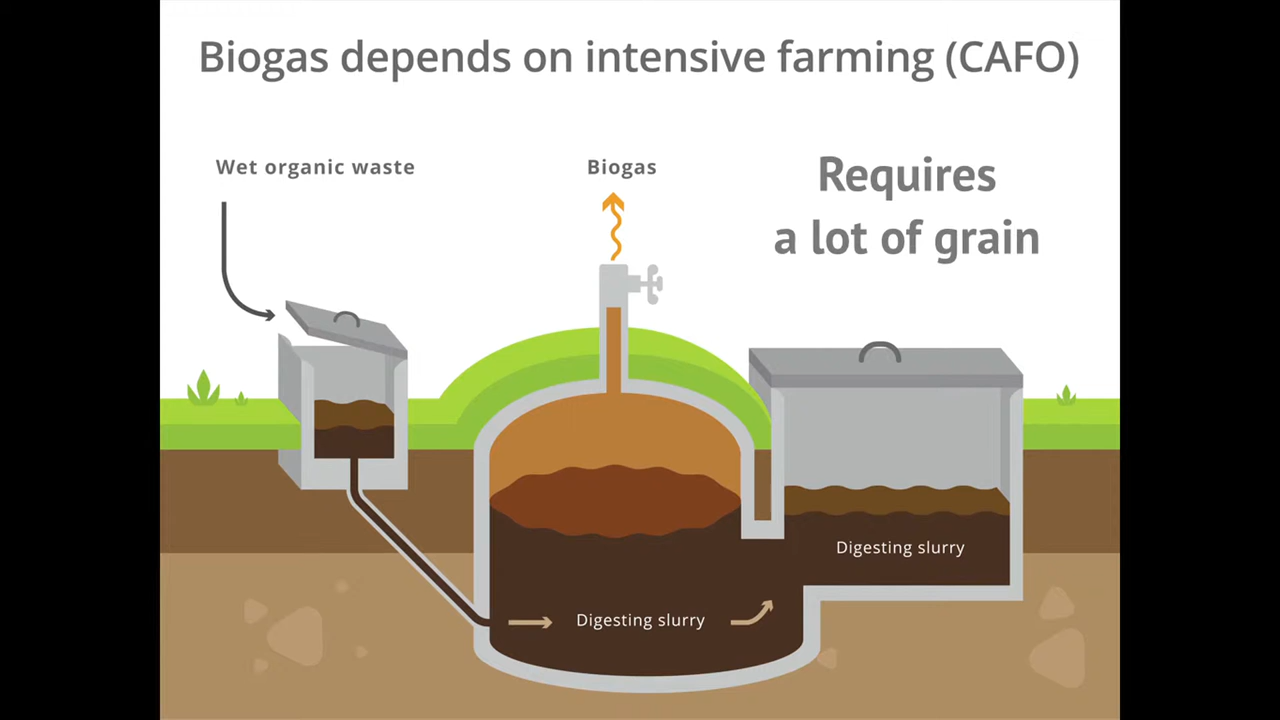 Biogas depends on intensive farming (CAFO)
Wet organic waste
Biogas
Requires
a lot of grain
Digesting slurry
Digesting slurry